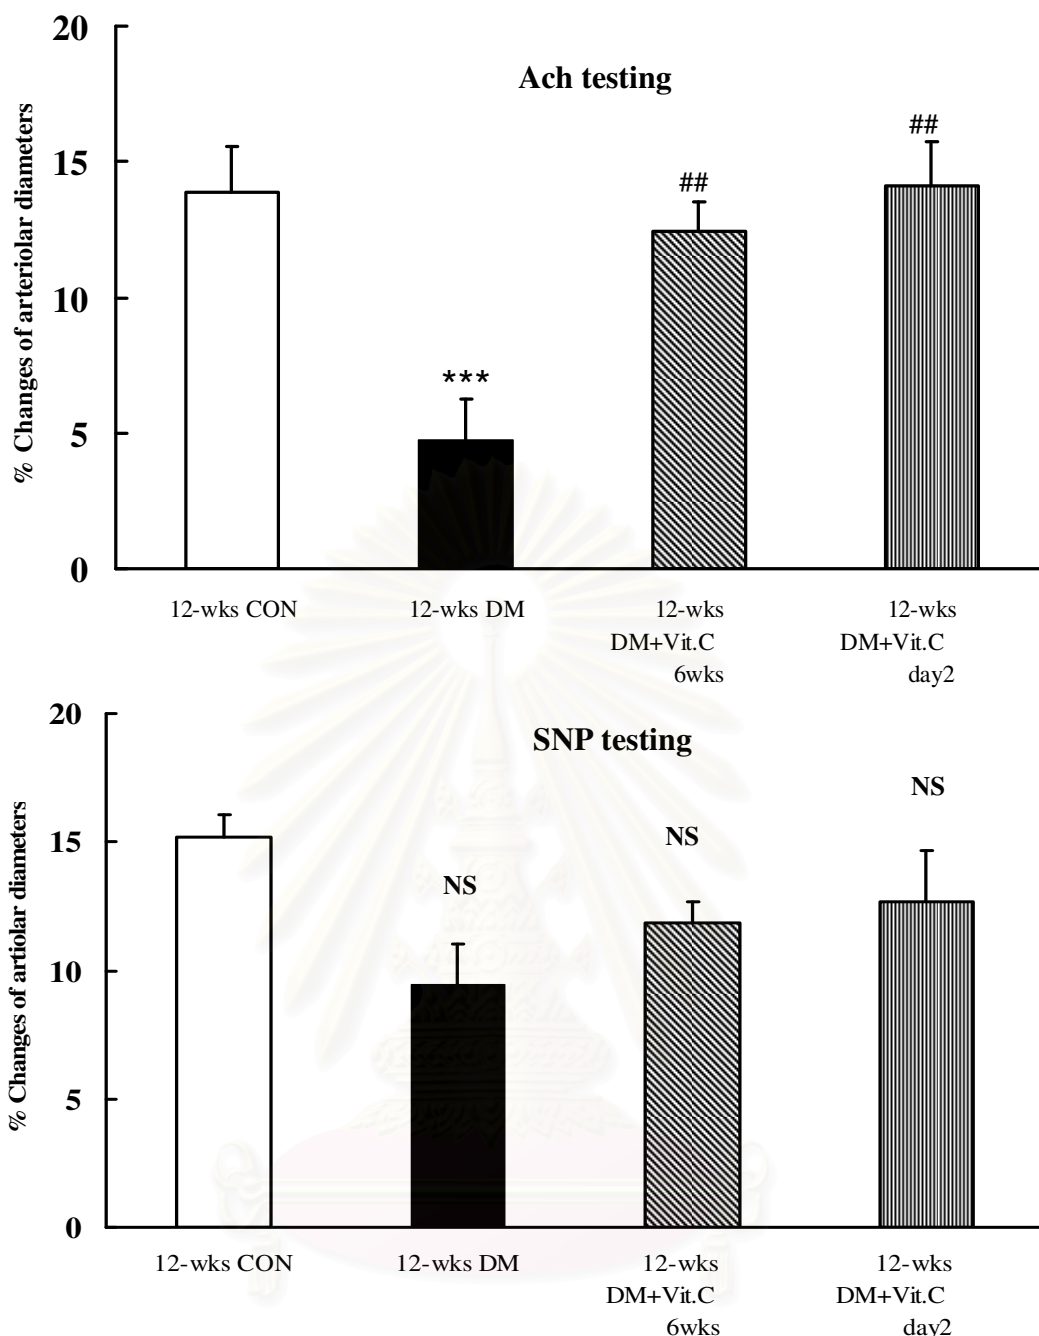 20
Ach testing
% Changes of arteriolar diameters
##
##
15
10
***
5
0
12-wks CON
12-wks DM
12-wks
DM+Vit.C
6wks
12-wks
DM+Vit.C
day2
20
SNP testing
% Changes of artiolar diameters
NS
NS
NS
15
10
5
0
12-wks CON
12-wks DM
12-wks
DM+Vit.C
6wks
12-wks
DM+Vit.C
day2